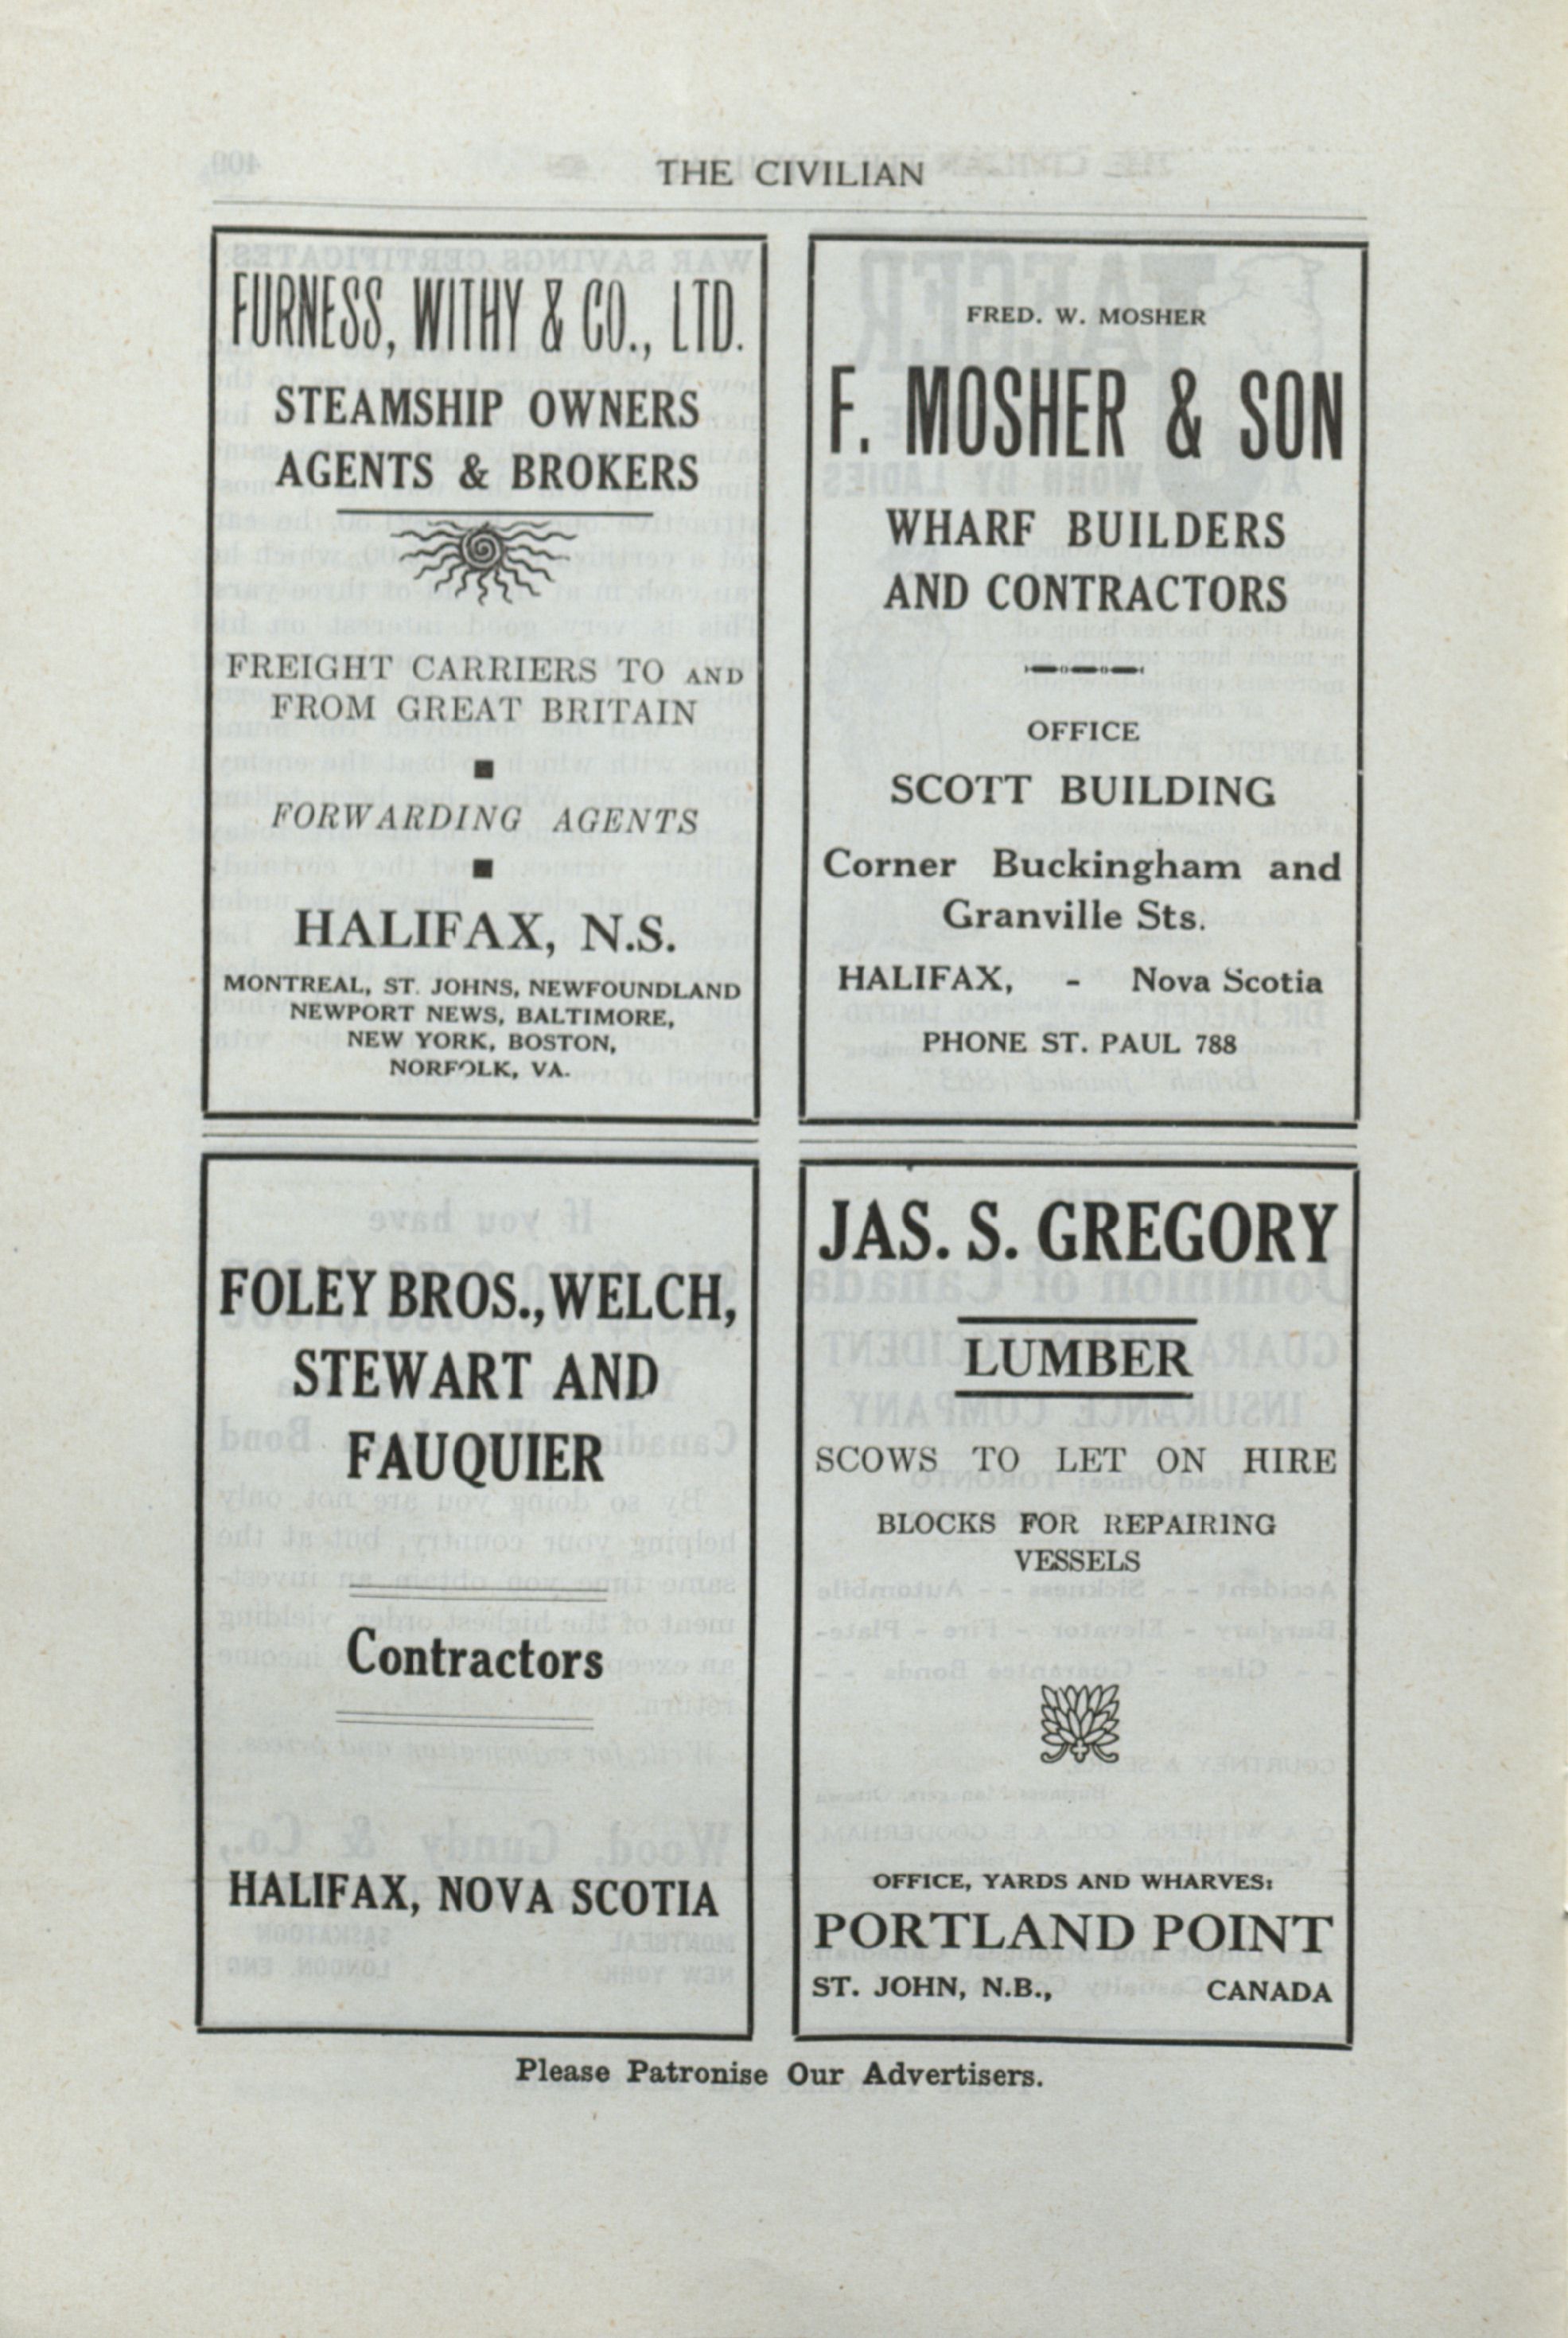 THE CIVILIAN
FURNESS, WITHY & CO., LTD.
STEAMSHIP OWNERS
AGENTS & BROKERS
FREIGHT CARRIERS TO AND
FROM GREAT BRITAIN
FORWARDING AGENTS
HALIFAX, N.S.
MONTREAL, ST. JOHNS, NEWFOUNDLAND
NEWPORT NEWS, BALTIMORE,
NEW YORK, BOSTON,
NORFOLK, VA.
FRED. W. MOSHER
F. MOSHER & SON
WHARF BUILDERS
AND CONTRACTORS
OFFICE
SCOTT BUILDING
Corner Buckingham and
Granville Sts.
HALIFAX, - Nova Scotia
PHONE ST. PAUL 788
FOLEY BROS., WELCH,
STEWART AND
FAUQUIER
Contractors
HALIFAX, NOVA SCOTIA
JAS. S. GREGORY
LUMBER
SCOWS TO LET ON HIRE
BLOCKS FOR REPAIRING
VESSELS
OFFICE, YARDS AND WHARVES:
PORTLAND POINT
ST. JOHN, N.B., CANADA
Please Patronise Our Advertisers.